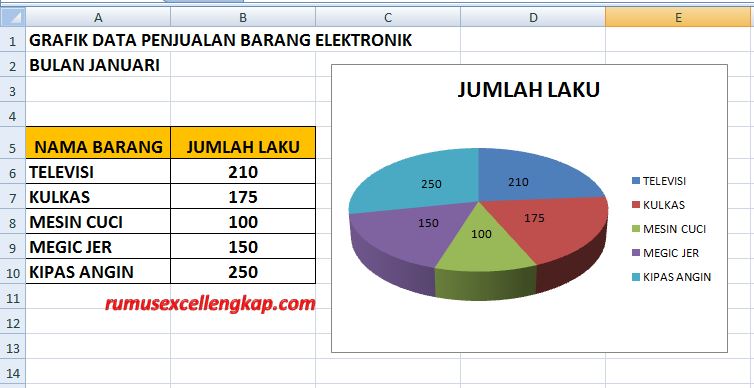 A B C D E
1 GRAFIK DATA PENJUALAN BARANG ELEKTRONIK
2 BULAN JANUARI
3
4
5 NAMA BARANG JUMLAH LAKU
6 TELEVISI 210
7 KULKAS 175
8 MESIN CUCI 100
9 MEGIC JER 150
10 KIPAS ANGIN 250
11
12
13
14
rumusexcellengkap.com
JUMLAH LAKU
250 210
150 175
100
TELEVISI
KULKAS
MESIN CUCI
MEGIC JER
KIPAS ANGIN